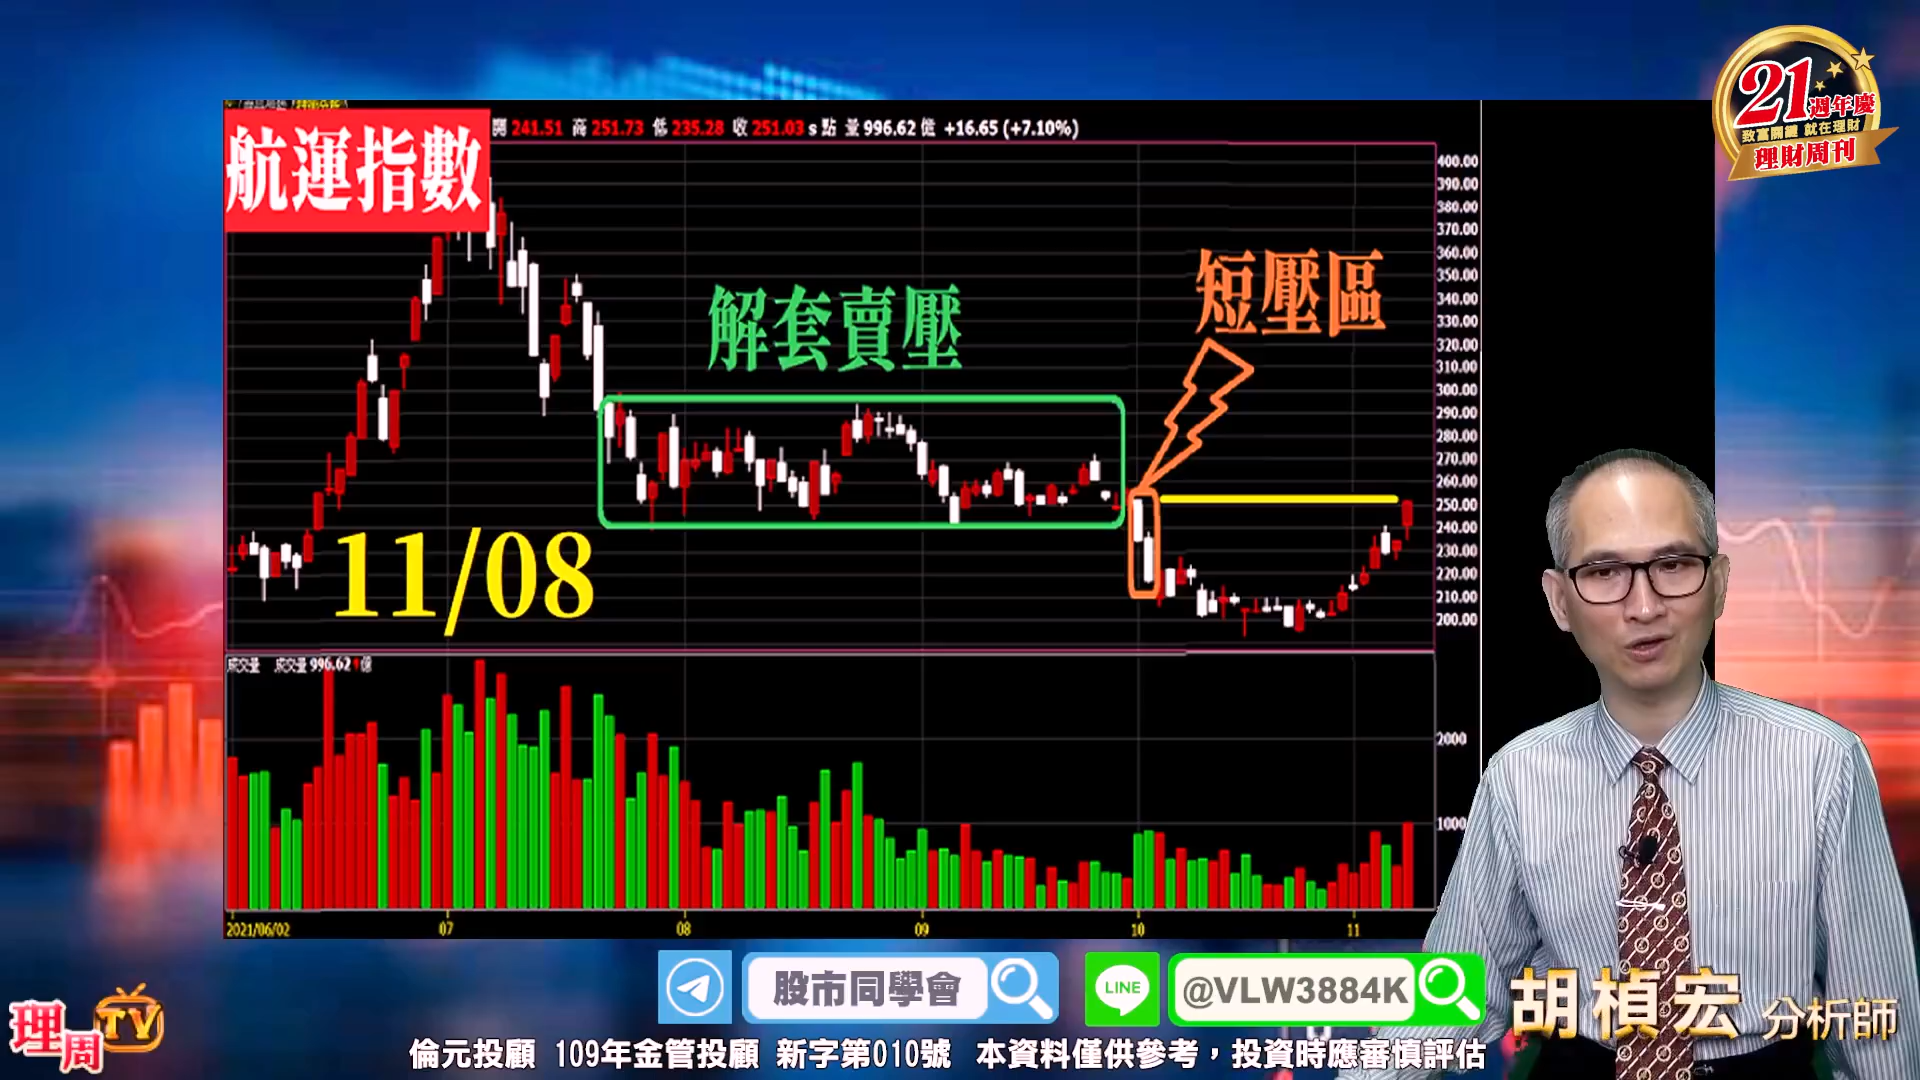 21週年慶
致富關鍵 就在理財
理財周刊
航運指數
開 241.51 高 251.73 低 235.28 收 251.03 s 點 量 996.62 億 +16.65 (+7.10%)
400.00
390.00
380.00
370.00
360.00
350.00
340.00
330.00
320.00
310.00
300.00
290.00
280.00
270.00
260.00
250.00
240.00
230.00
220.00
210.00
200.00
短壓區
解套賣壓
11/08
成交量 成交量 996.62 億
2000
1000
2021/06/02 07 08 09 10 11
股市同學會
LINE
@VLW3884K
胡楨宏 分析師
理周TV
倫元投顧 109年金管投顧 新字第010號 本資料僅供參考，投資時應審慎評估